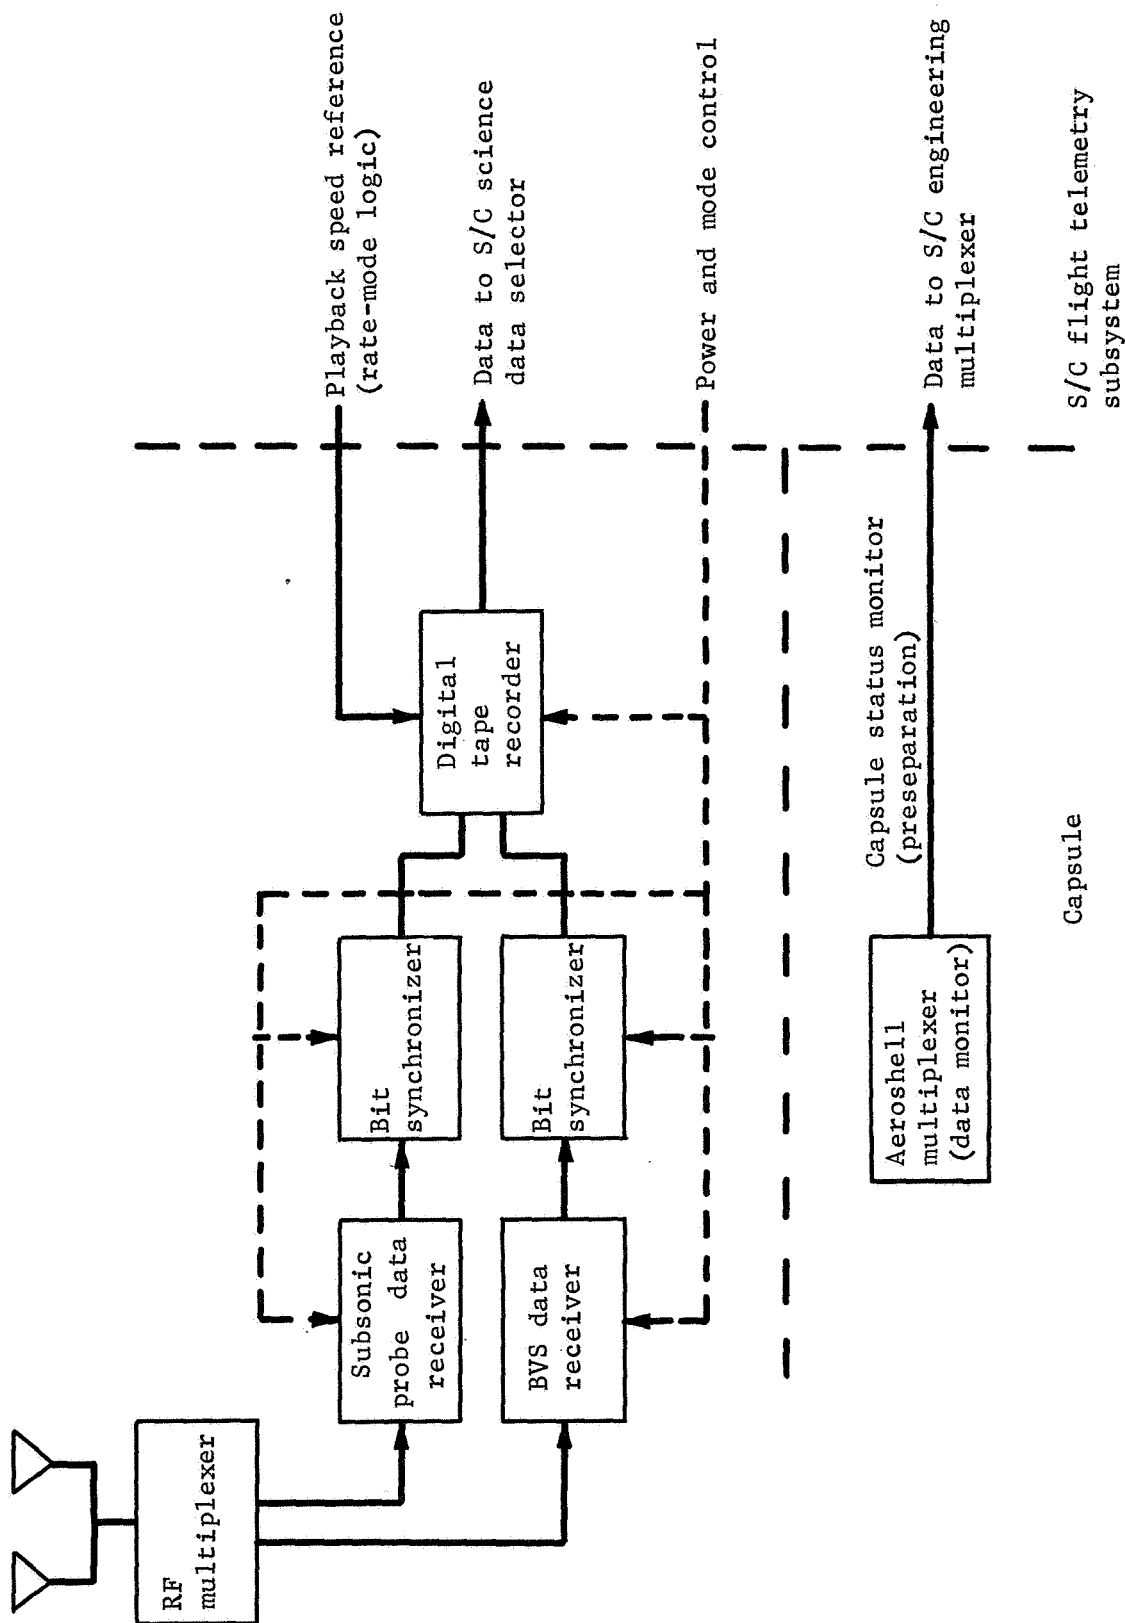 RF
multiplexer
Subsonic
probe data
receiver
BVS data
receiver
Bit
synchronizer
Bit
synchronizer
Digital
tape
recorder
Playback speed reference
(rate-mode logic)
Data to S/C science
data selector
Power and mode control
Aeroshell
multiplexer
(data monitor)
Capsule status monitor
(preseparation)
Data to S/C engineering
multiplexer
Capsule
S/C flight telemetry
subsystem